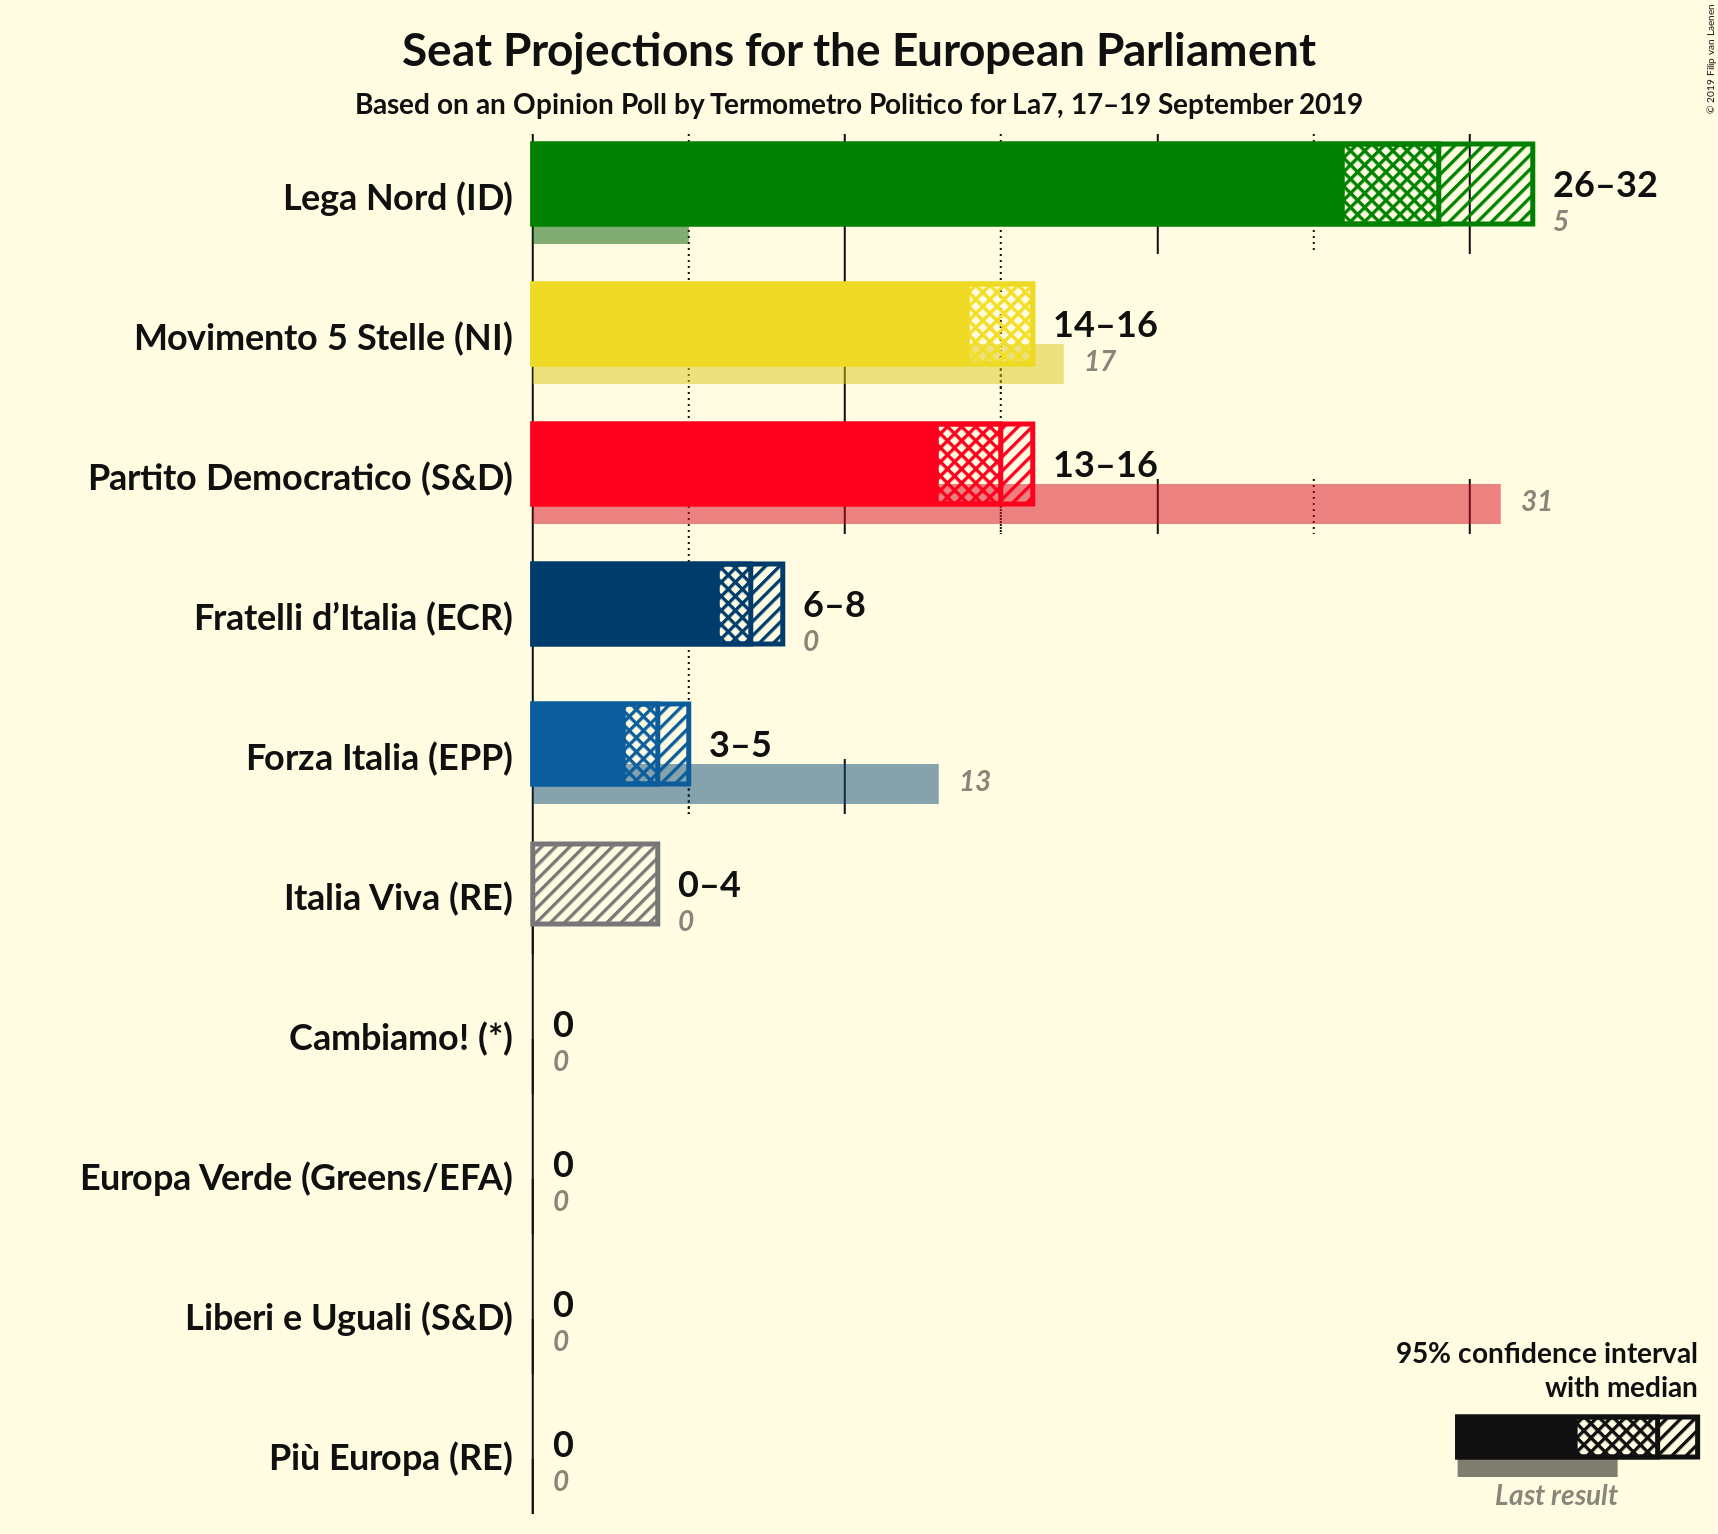 Seat Projections for the European Parliament
Based on an Opinion Poll by Termometro Politico for La7, 17–19 September 2019
© 2019 Filip van Laenen
Lega Nord (ID)
26–32
5
Movimento 5 Stelle (NI)
14–16
17
Partito Democratico (S&D)
13–16
31
Fratelli d’Italia (ECR)
6–8
0
Forza Italia (EPP)
3–5
13
Italia Viva (RE)
0–4
0
Cambiamo! (*)
0
0
Europa Verde (Greens/EFA)
0
0
Liberi e Uguali (S&D)
0
0
Più Europa (RE)
0
0
95% confidence interval
with median
Last result